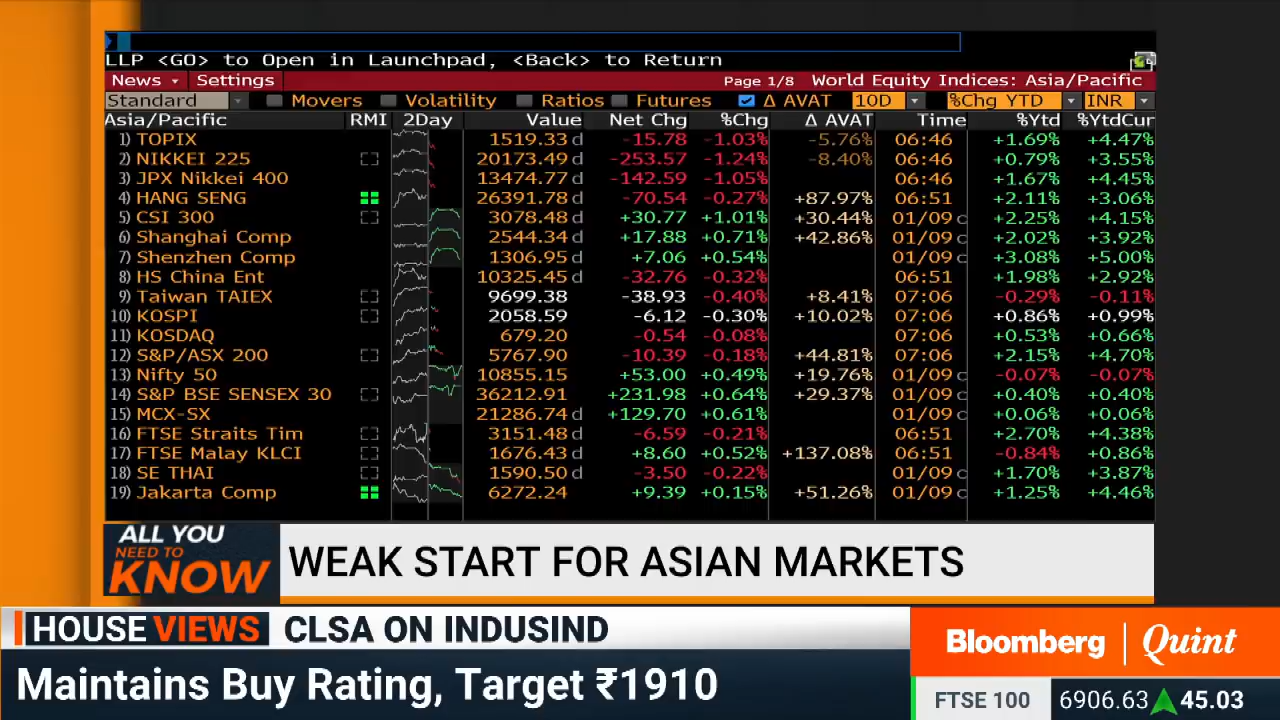 LLP <GO> to Open in Launchpad, <Back> to Return
News Settings Page 1/8 World Equity Indices: Asia/Pacific
Standard Movers Volatility Ratios Futures Δ AVAT 10D %Chg YTD INR
Asia/Pacific RMI 2Day Value Net Chg %Chg Δ AVAT Time %Ytd %YtdCur
1) TOPIX 1519.33 d -15.78 -1.03% -5.76% 06:46 +1.69% +4.47%
2) NIKKEI 225 20173.49 d -253.57 -1.24% -8.40% 06:46 +0.79% +3.55%
3) JPX Nikkei 400 13474.77 d -142.59 -1.05% 06:46 +1.67% +4.45%
4) HANG SENG 26391.78 d -70.54 -0.27% +87.97% 06:51 +2.11% +3.06%
5) CSI 300 3078.48 d +30.77 +1.01% +30.44% 01/09 c +2.25% +4.15%
6) Shanghai Comp 2544.34 d +17.88 +0.71% +42.86% 01/09 c +2.02% +3.92%
7) Shenzhen Comp 1306.95 d +7.06 +0.54% 01/09 c +3.08% +5.00%
8) HS China Ent 10325.45 d -32.76 -0.32% 06:51 +1.98% +2.92%
9) Taiwan TAIEX 9699.38 -38.93 -0.40% +8.41% 07:06 -0.29% -0.11%
10) KOSPI 2058.59 -6.12 -0.30% +10.02% 07:06 +0.86% +0.99%
11) KOSDAQ 679.20 -0.54 -0.08% 07:06 +0.53% +0.66%
12) S&P/ASX 200 5767.90 -10.39 -0.18% +44.81% 07:06 +2.15% +4.70%
13) Nifty 50 10855.15 +53.00 +0.49% +19.76% 01/09 c -0.07% -0.07%
14) S&P BSE SENSEX 30 36212.91 +231.98 +0.64% +29.37% 01/09 c +0.40% +0.40%
15) MCX-SX 21286.74 d +129.70 +0.61% 01/09 c +0.06% +0.06%
16) FTSE Straits Tim 3151.48 d -6.59 -0.21% 06:51 +2.70% +4.38%
17) FTSE Malay KLCI 1676.43 d +8.60 +0.52% +137.08% 06:51 -0.84% +0.86%
18) SE THAI 1590.50 d -3.50 -0.22% 01/09 c +1.70% +3.87%
19) Jakarta Comp 6272.24 +9.39 +0.15% +51.26% 01/09 c +1.25% +4.46%
ALL YOU
NEED TO
KNOW
WEAK START FOR ASIAN MARKETS
HOUSE VIEWS CLSA ON INDUSIND
Maintains Buy Rating, Target ₹1910
Bloomberg | Quint
FTSE 100 6906.63 ▲ 45.03